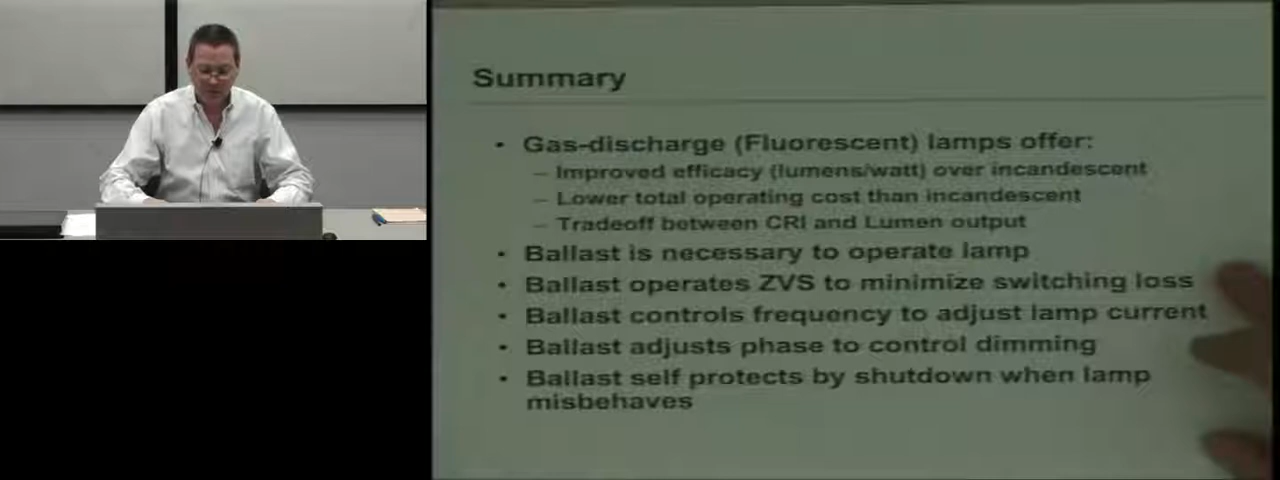 Summary
• Gas-discharge (Fluorescent) lamps offer:
– Improved efficacy (lumens/watt) over incandescent
– Lower total operating cost than incandescent
– Tradeoff between CRI and Lumen output
• Ballast is necessary to operate lamp
• Ballast operates ZVS to minimize switching loss
• Ballast controls frequency to adjust lamp current
• Ballast adjusts phase to control dimming
• Ballast self protects by shutdown when lamp
misbehaves